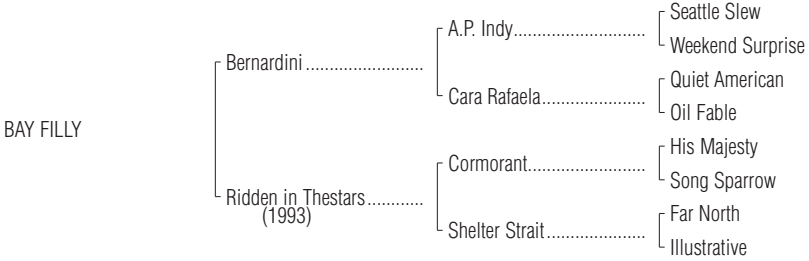 Seattle Slew
A.P. Indy..............................
Weekend Surprise
Bernardini ..........................
Quiet American
Cara Rafaela.......................
Oil Fable
BAY FILLY
His Majesty
Cormorant..........................
Song Sparrow
Ridden in Thestars............
(1993)
Far North
Shelter Strait......................
Illustrative